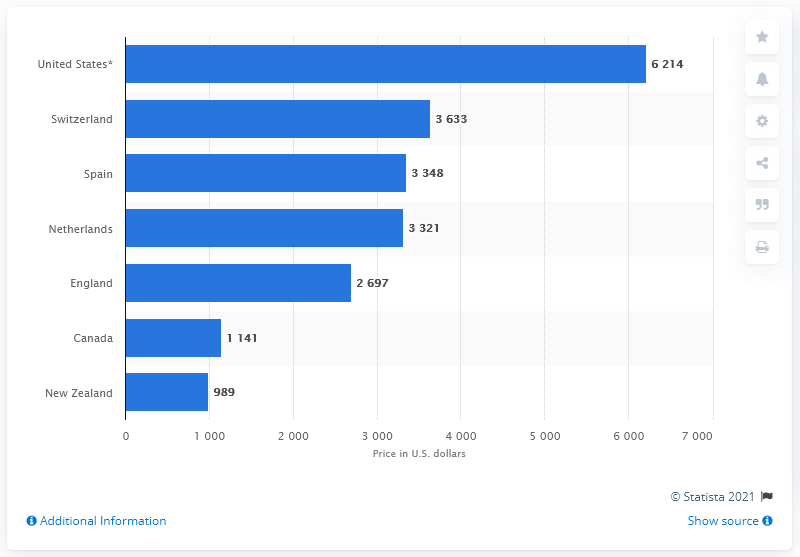 United States* 6 214
Switzerland 3 633
Spain 3 348
Netherlands 3 321
England 2 697
Canada 1 141
New Zealand 989
0 1 000 2 000 3 000 4 000 5 000 6 000 7 000
Price in U.S. dollars
© Statista 2021
Additional Information Show source